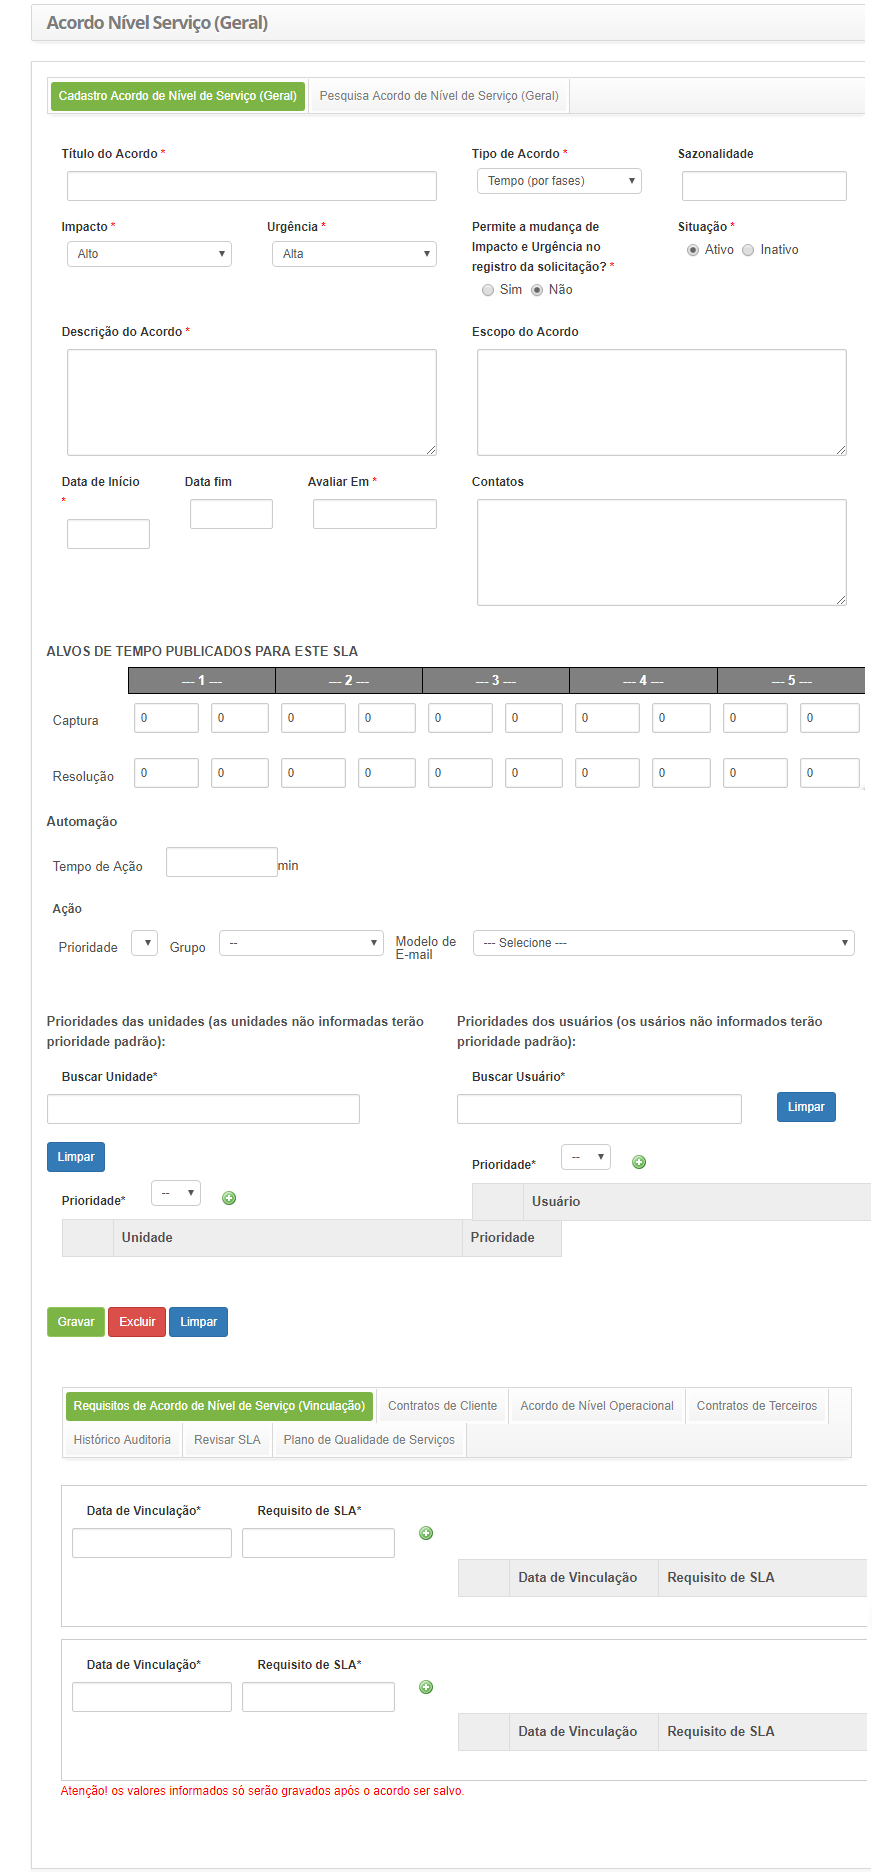 Acordo Nível Serviço (Geral)
Cadastro Acordo de Nível de Serviço (Geral) Pesquisa Acordo de Nível de Serviço (Geral)
Título do Acordo * Tipo de Acordo * Sazonalidade
Tempo (por fases)
Impacto * Urgência * Permite a mudança de Impacto e Urgência no registro da solicitação? * Situação *
Alto Alta Ativo Inativo
Sim Não
Descrição do Acordo * Escopo do Acordo
Data de Início * Data fim Avaliar Em * Contatos
ALVOS DE TEMPO PUBLICADOS PARA ESTE SLA
--- 1 --- --- 2 --- --- 3 --- --- 4 --- --- 5 ---
Captura 0 0 0 0 0 0 0 0 0 0
Resolução 0 0 0 0 0 0 0 0 0 0
Automação
Tempo de Ação min
Ação
Prioridade Grupo -- Modelo de E-mail --- Selecione ---
Prioridades das unidades (as unidades não informadas terão
prioridade padrão):
Prioridades dos usuários (os usários não informados terão
prioridade padrão):
Buscar Unidade* Buscar Usuário*
Limpar
Limpar
Prioridade* --
Usuário
Prioridade* --
Unidade Prioridade
Gravar Excluir Limpar
Requisitos de Acordo de Nível de Serviço (Vinculação) Contratos de Cliente Acordo de Nível Operacional Contratos de Terceiros
Histórico Auditoria Revisar SLA Plano de Qualidade de Serviços
Data de Vinculação* Requisito de SLA*
Data de Vinculação Requisito de SLA
Data de Vinculação* Requisito de SLA*
Data de Vinculação Requisito de SLA
Atenção! os valores informados só serão gravados após o acordo ser salvo.